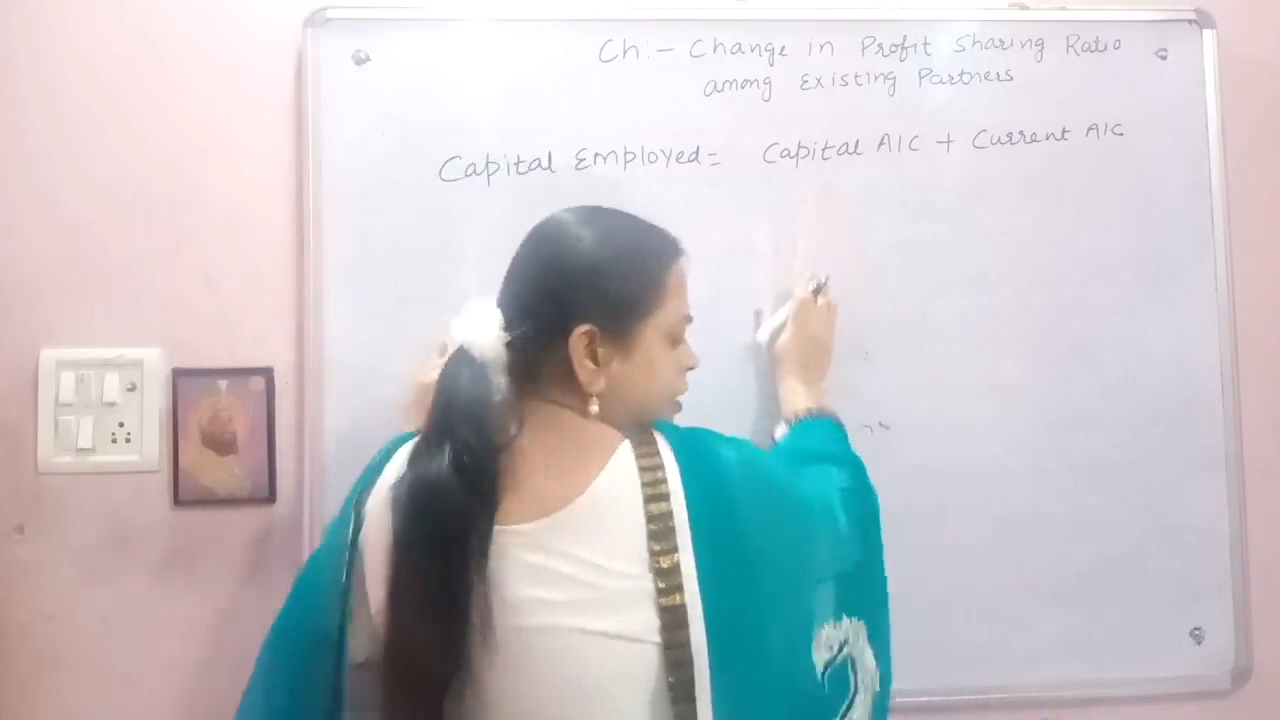 Ch:- Change in Profit Sharing Ratio
among Existing Partners
Capital Employed = Capital A/C + Current A/C